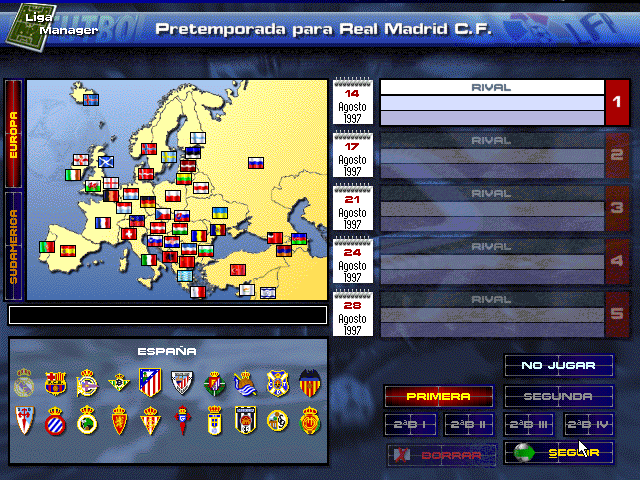 Liga
Manager
Pretemporada para Real Madrid C.F.
EUROPA
SUDAMERICA
14
Agosto
1997
RIVAL
1
17
Agosto
1997
RIVAL
2
21
Agosto
1997
RIVAL
3
24
Agosto
1997
RIVAL
4
28
Agosto
1997
RIVAL
5
ESPAÑA
NO JUGAR
PRIMERA
SEGUNDA
2ªB I
2ªB II
2ªB III
2ªB IV
BORRAR
SEGUIR